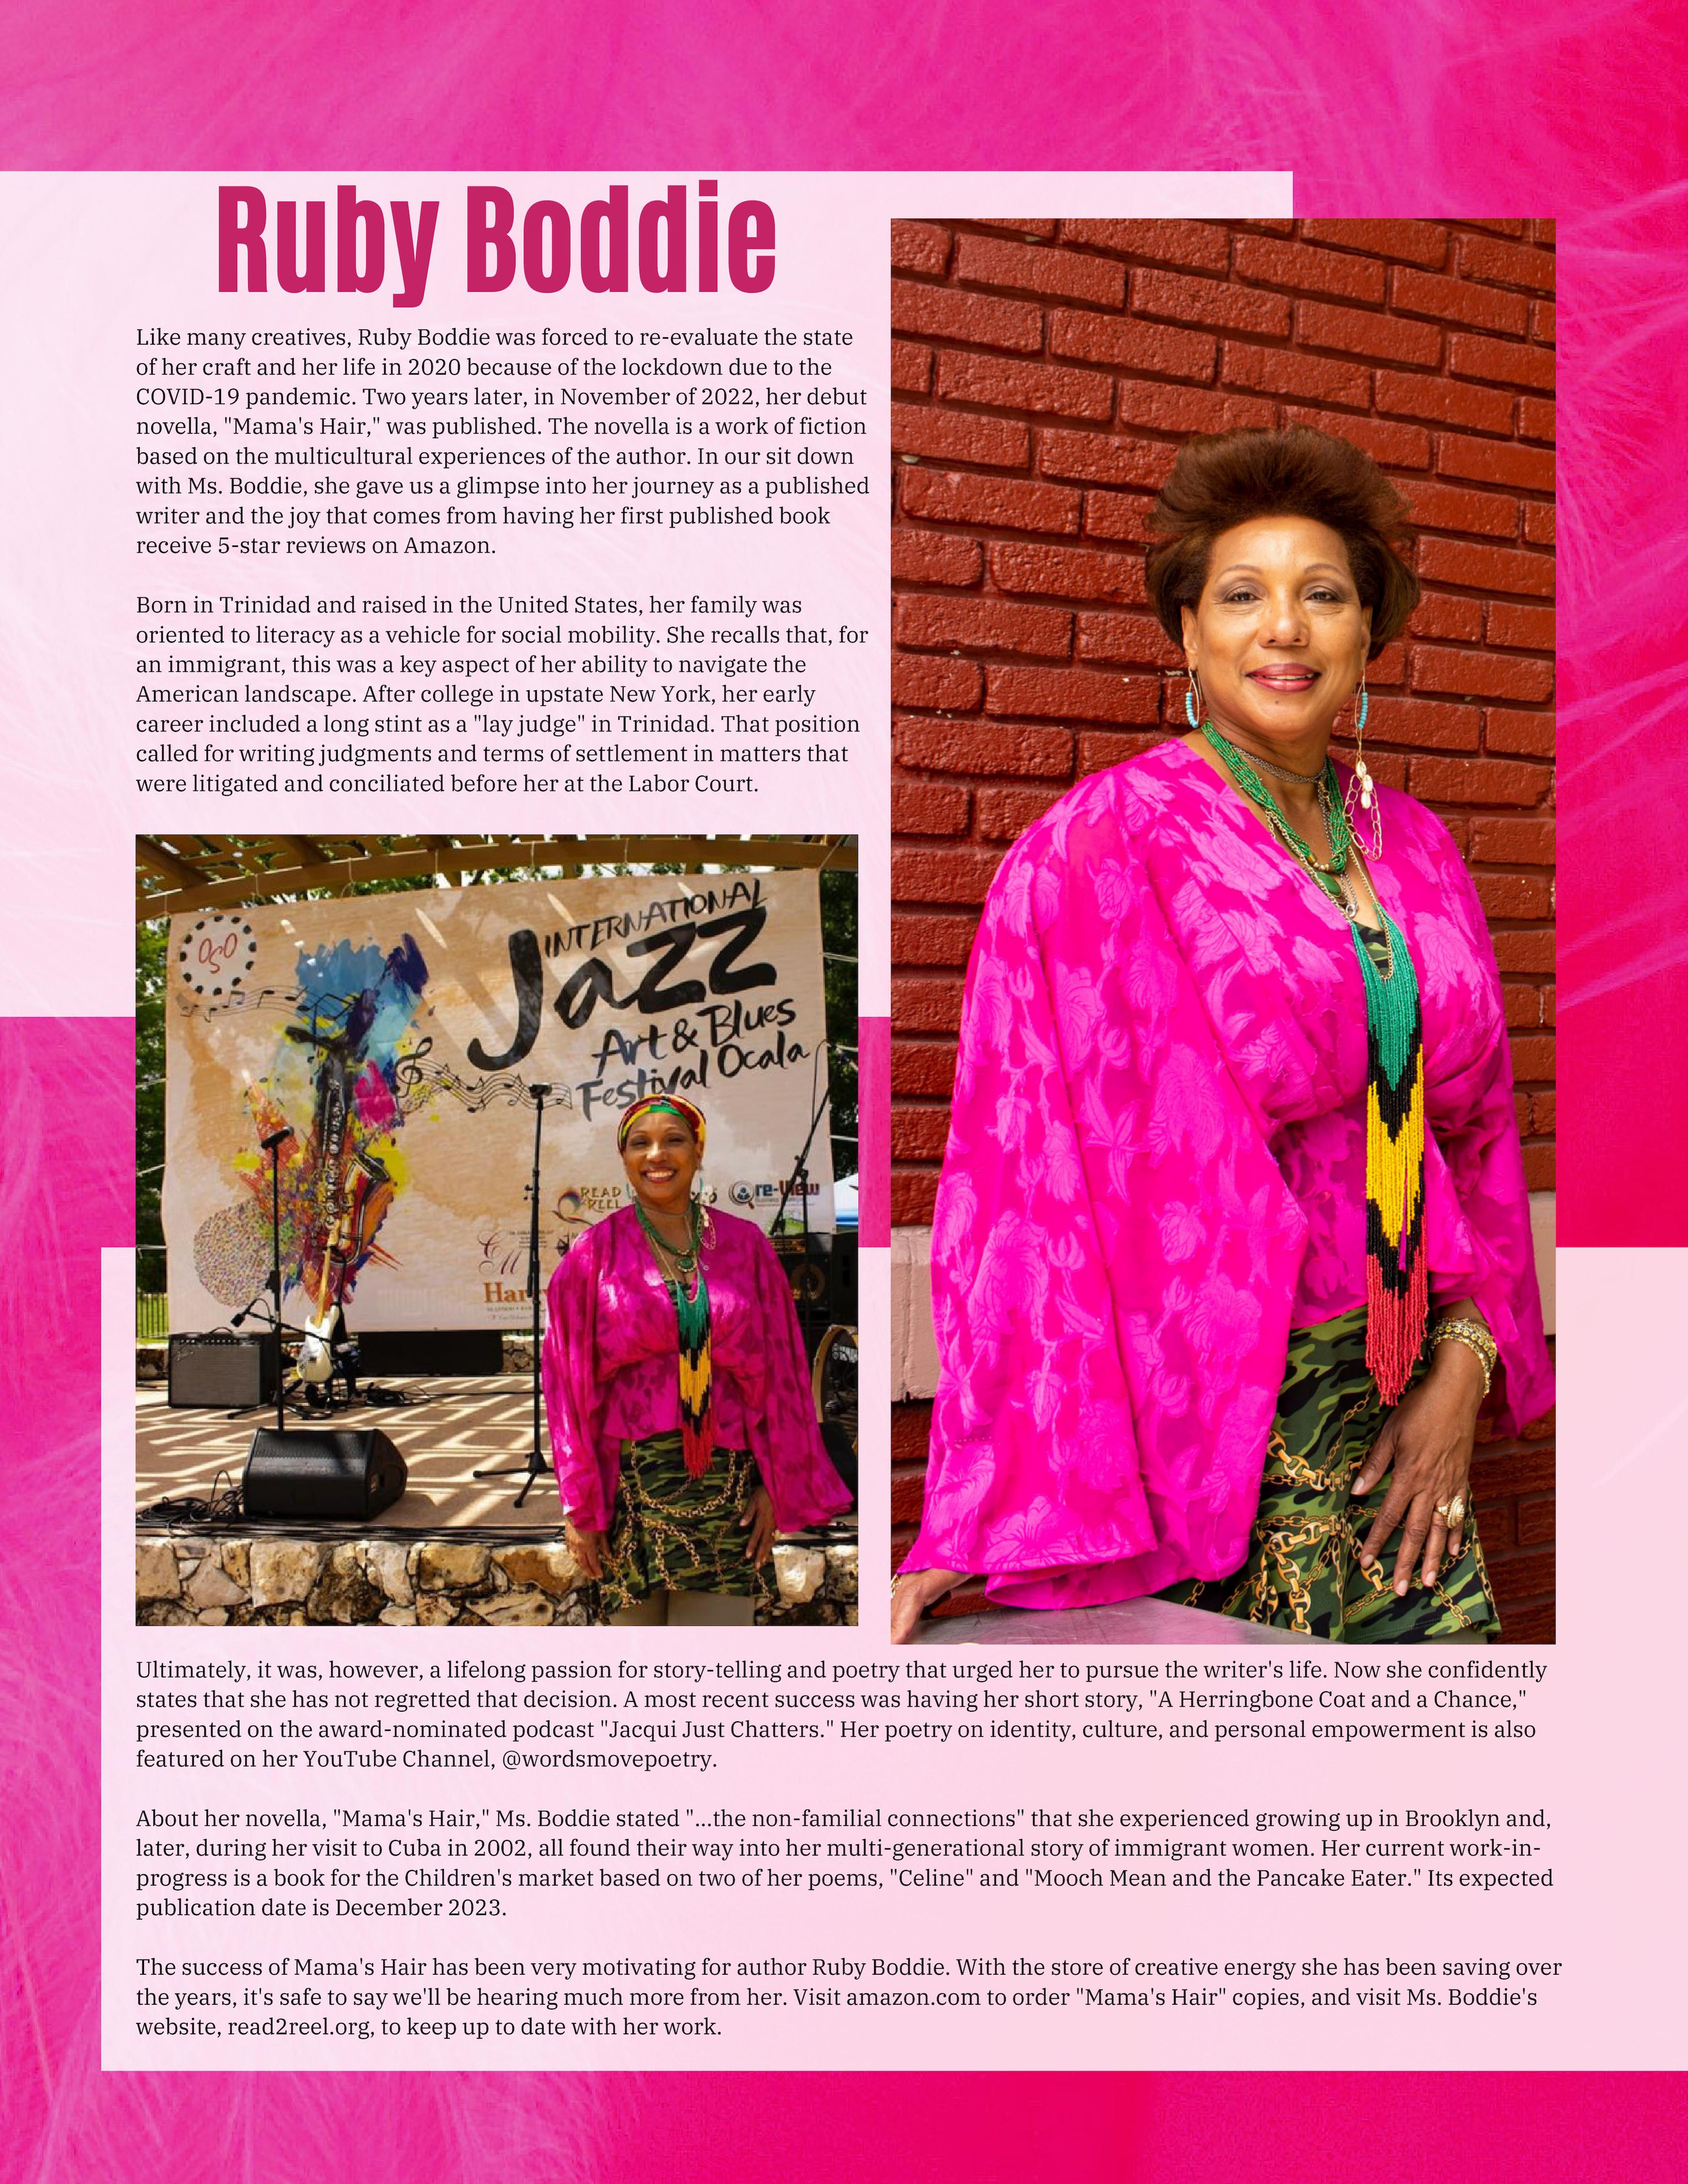 Ruby Boddie
Like many creatives, Ruby Boddie was forced to re-evaluate the state
of her craft and her life in 2020 because of the lockdown due to the
COVID-19 pandemic. Two years later, in November of 2022, her debut
novella, "Mama's Hair," was published. The novella is a work of fiction
based on the multicultural experiences of the author. In our sit down
with Ms. Boddie, she gave us a glimpse into her journey as a published
writer and the joy that comes from having her first published book
receive 5-star reviews on Amazon.
Born in Trinidad and raised in the United States, her family was
oriented to literacy as a vehicle for social mobility. She recalls that, for
an immigrant, this was a key aspect of her ability to navigate the
American landscape. After college in upstate New York, her early
career included a long stint as a "lay judge" in Trinidad. That position
called for writing judgments and terms of settlement in matters that
were litigated and conciliated before her at the Labor Court.
INTERNATIONAL
Jazz
Art & Blues
Festival Ocala
READ
REEL
re-View
Ultimately, it was, however, a lifelong passion for story-telling and poetry that urged her to pursue the writer's life. Now she confidently
states that she has not regretted that decision. A most recent success was having her short story, "A Herringbone Coat and a Chance,"
presented on the award-nominated podcast "Jacqui Just Chatters." Her poetry on identity, culture, and personal empowerment is also
featured on her YouTube Channel, @wordsmovepoetry.
About her novella, "Mama's Hair," Ms. Boddie stated "...the non-familial connections" that she experienced growing up in Brooklyn and,
later, during her visit to Cuba in 2002, all found their way into her multi-generational story of immigrant women. Her current work-in-
progress is a book for the Children's market based on two of her poems, "Celine" and "Mooch Mean and the Pancake Eater." Its expected
publication date is December 2023.
The success of Mama's Hair has been very motivating for author Ruby Boddie. With the store of creative energy she has been saving over
the years, it's safe to say we'll be hearing much more from her. Visit amazon.com to order "Mama's Hair" copies, and visit Ms. Boddie's
website, read2reel.org, to keep up to date with her work.